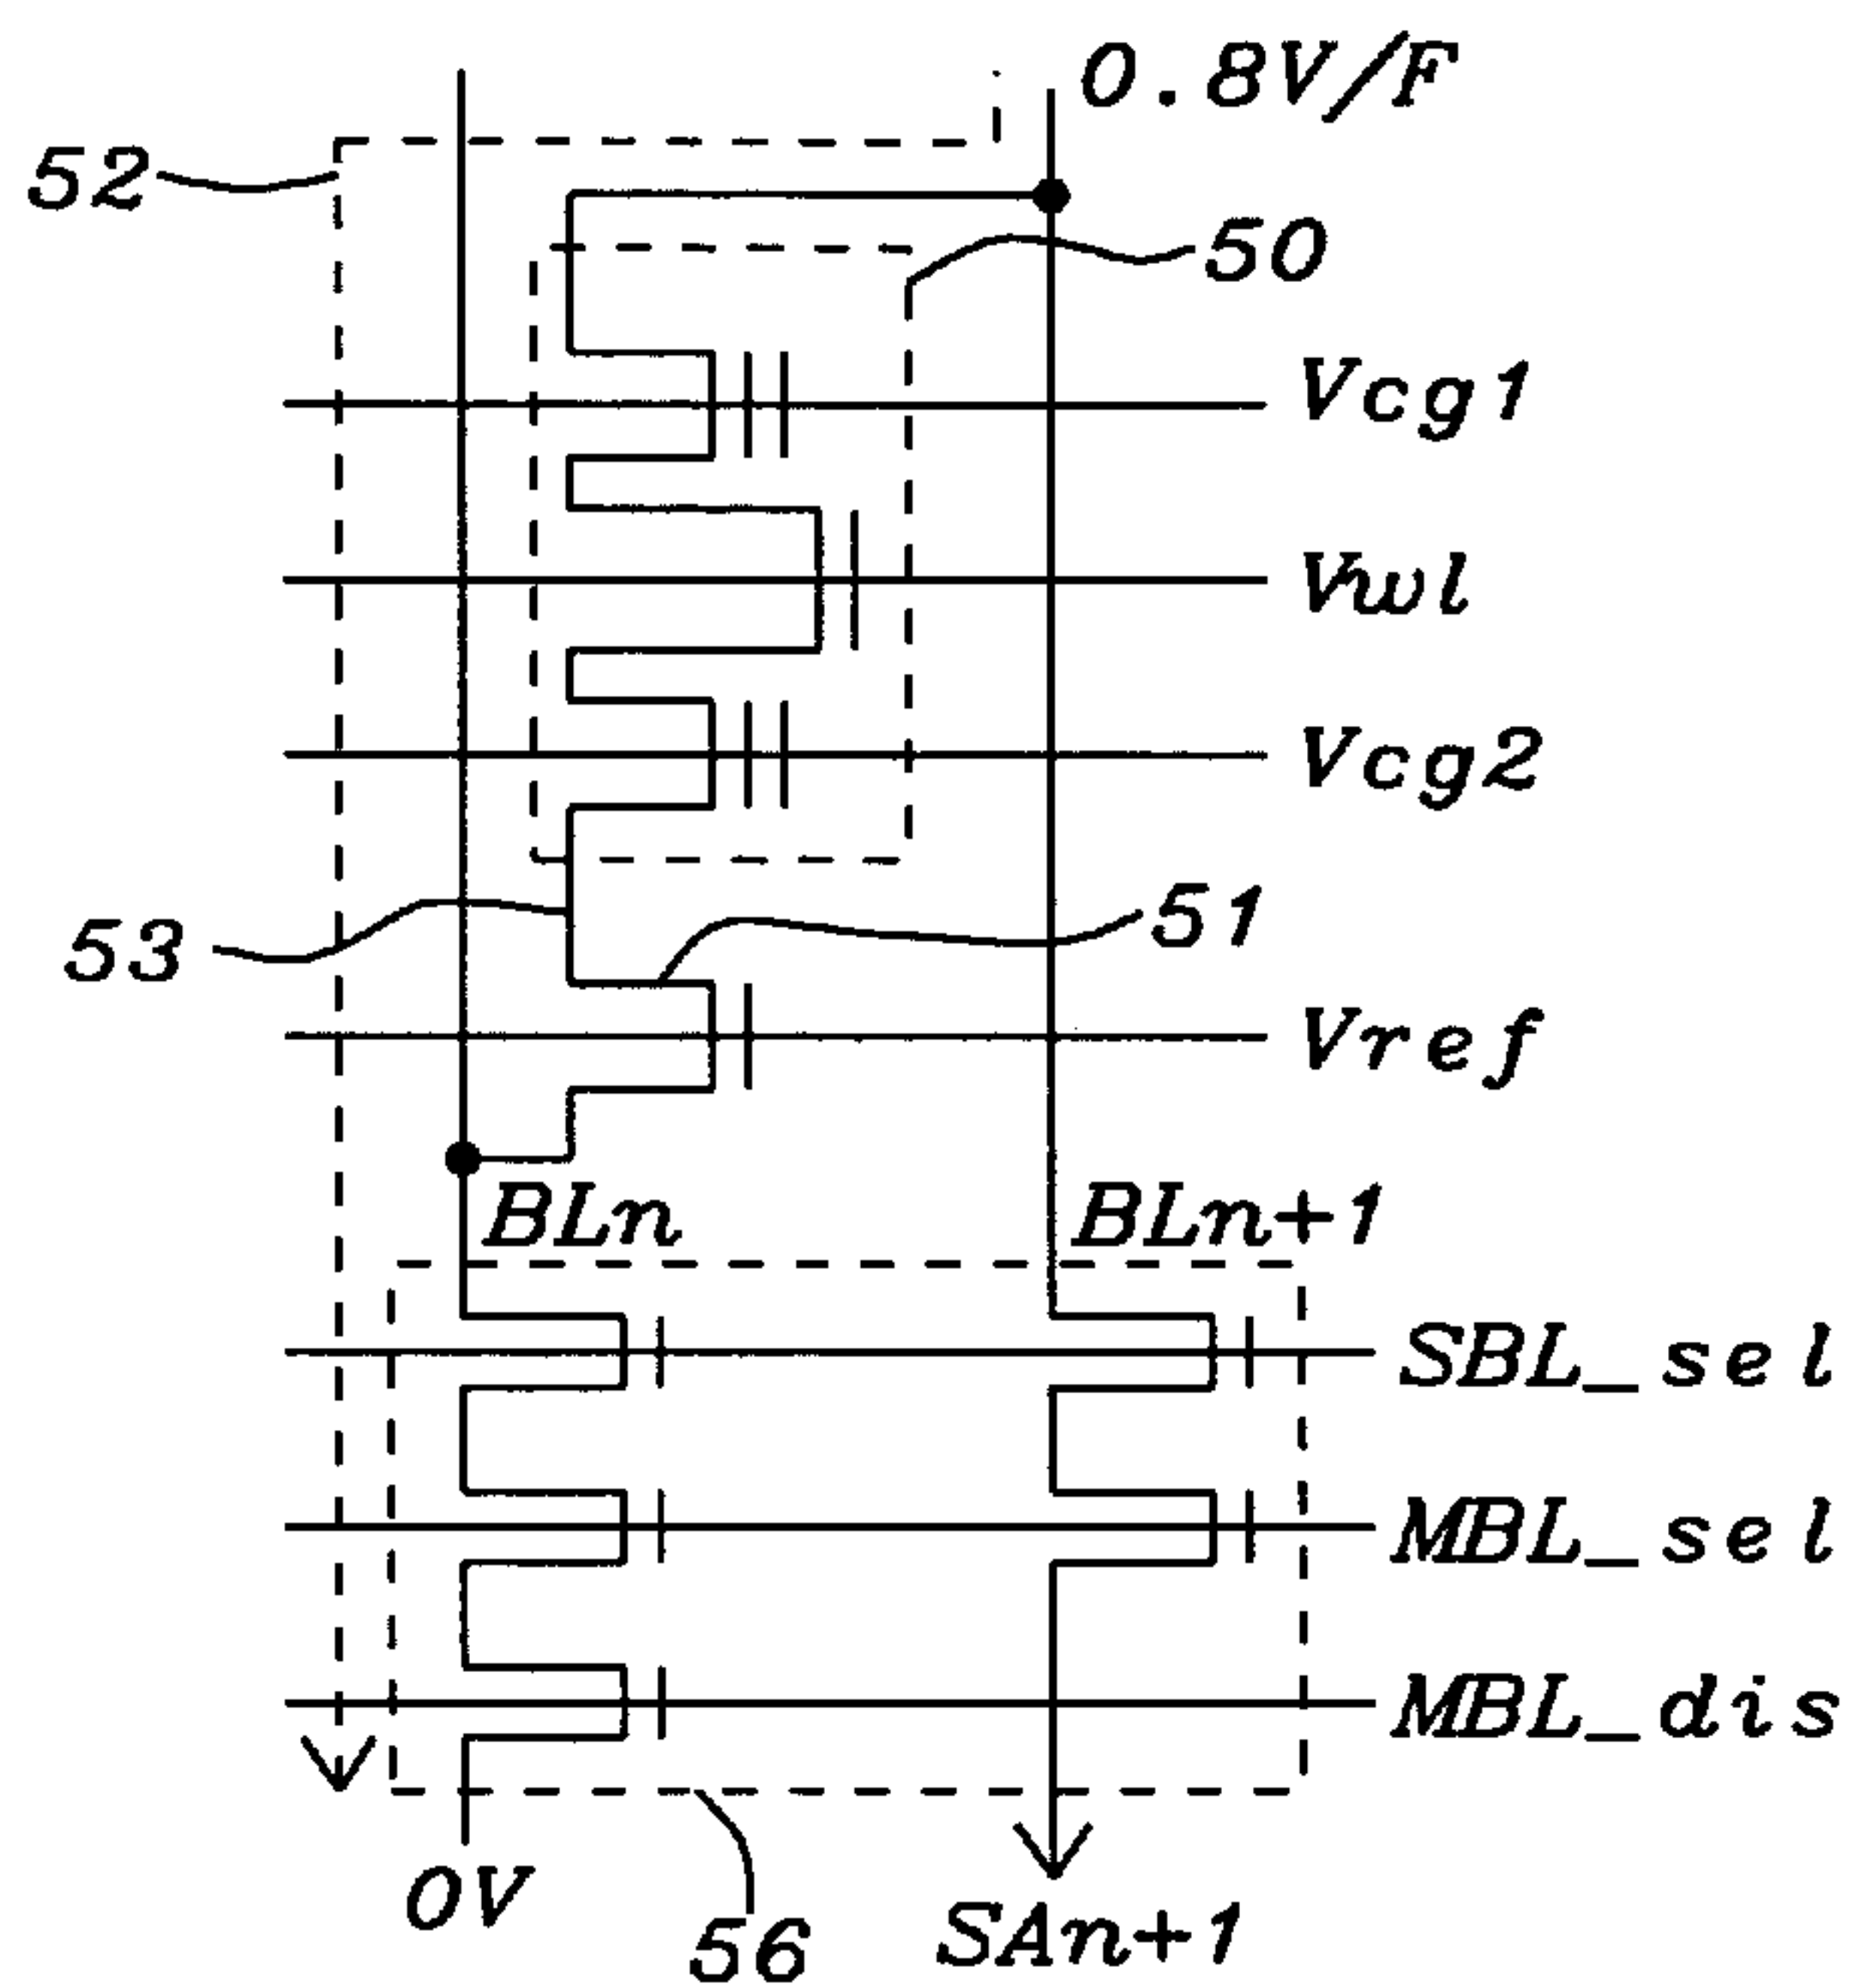 0.8V/F
52
50
Vcg1
Vwl
Vcg2
53
51
Vref
BLn
BLn+1
SBL_sel
MBL_sel
MBL_dis
0V
56
SAn+1